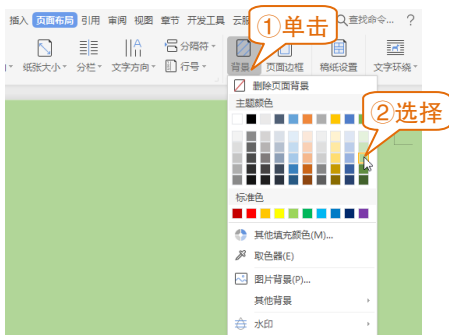 插入 页面布局 引用 审阅 视图 章节 开发工具 云服 查找命令... ?
①单击
纸张大小 分栏 文字方向 分隔符 行号 背景 页面边框 稿纸设置 文字环绕
删除页面背景
主题颜色
②选择
标准色
其他填充颜色(M)...
取色器(E)
图片背景(P)...
其他背景
水印